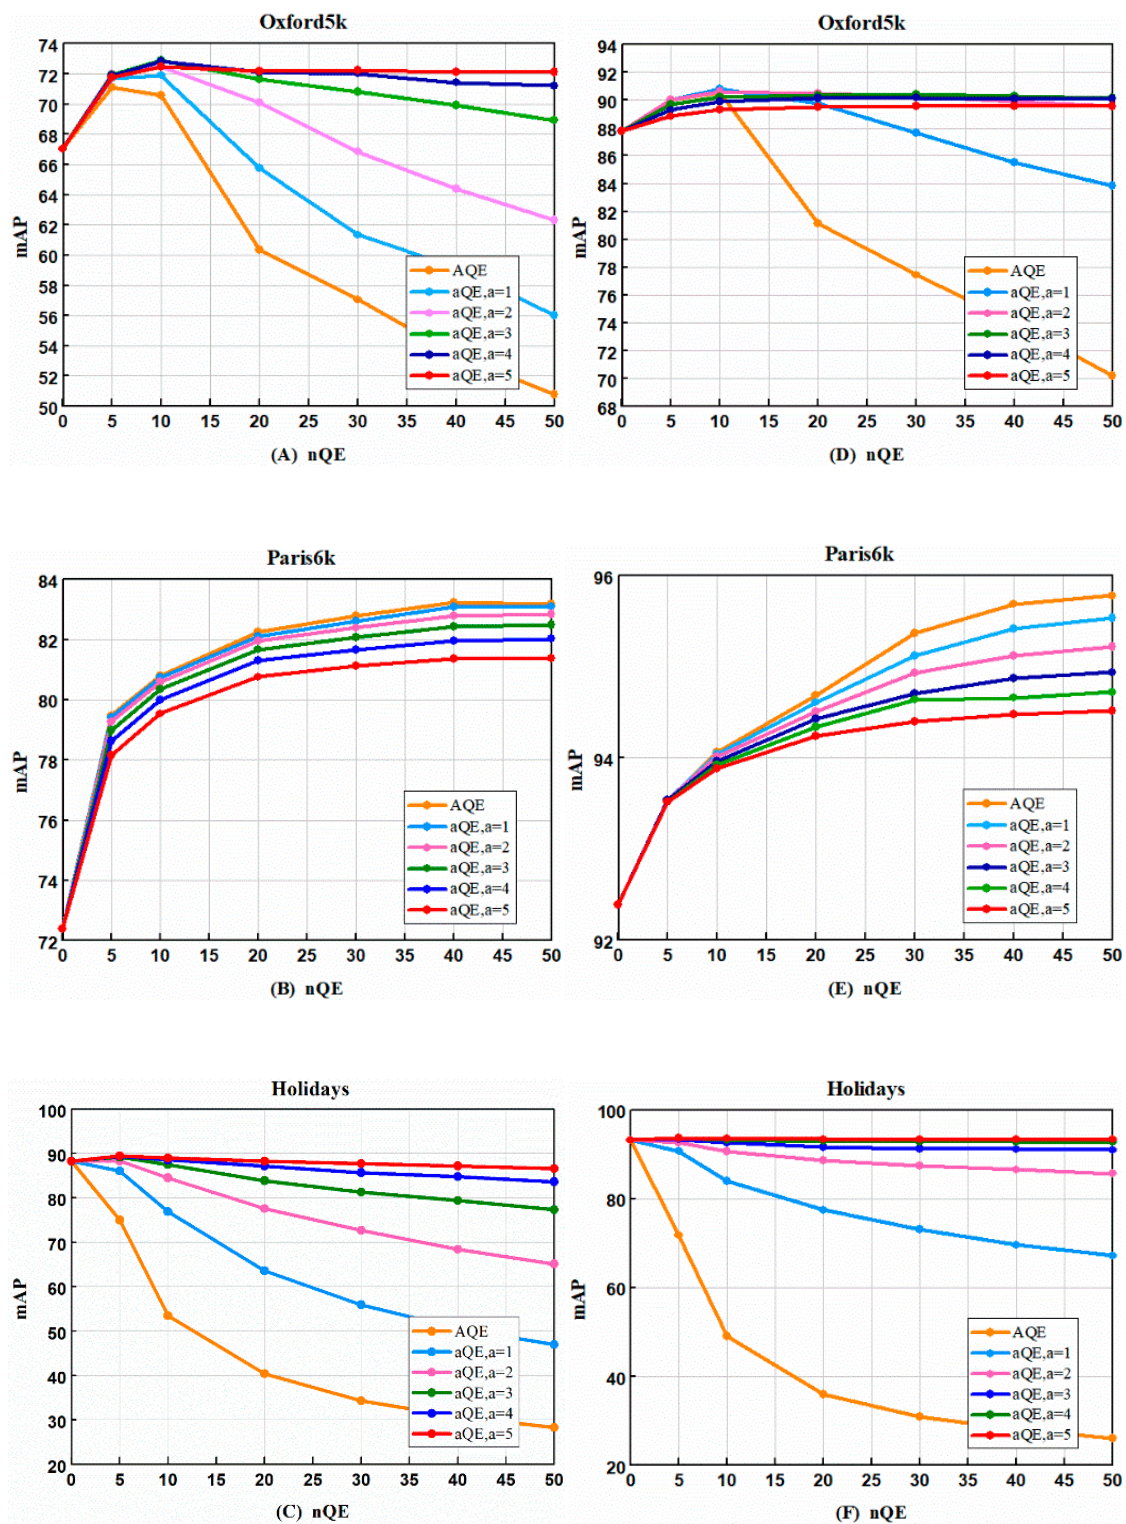 Oxford5k
74
72
70
68
66
64
62
60
58
56
54
52
50
mAP
AQE
aQE,a=1
aQE,a=2
aQE,a=3
aQE,a=4
aQE,a=5
0 5 10 15 20 25 30 35 40 45 50
(A) nQE
Oxford5k
94
92
90
88
86
84
82
80
78
76
74
72
70
68
mAP
AQE
aQE,a=1
aQE,a=2
aQE,a=3
aQE,a=4
aQE,a=5
0 5 10 15 20 25 30 35 40 45 50
(D) nQE
Paris6k
84
82
80
78
76
74
72
mAP
AQE
aQE,a=1
aQE,a=2
aQE,a=3
aQE,a=4
aQE,a=5
0 5 10 15 20 25 30 35 40 45 50
(B) nQE
Paris6k
96
94
92
mAP
AQE
aQE,a=1
aQE,a=2
aQE,a=3
aQE,a=4
aQE,a=5
0 5 10 15 20 25 30 35 40 45 50
(E) nQE
Holidays
100
90
80
70
60
50
40
30
20
mAP
AQE
aQE,a=1
aQE,a=2
aQE,a=3
aQE,a=4
aQE,a=5
0 5 10 15 20 25 30 35 40 45 50
(C) nQE
Holidays
100
80
60
40
20
mAP
AQE
aQE,a=1
aQE,a=2
aQE,a=3
aQE,a=4
aQE,a=5
0 5 10 15 20 25 30 35 40 45 50
(F) nQE